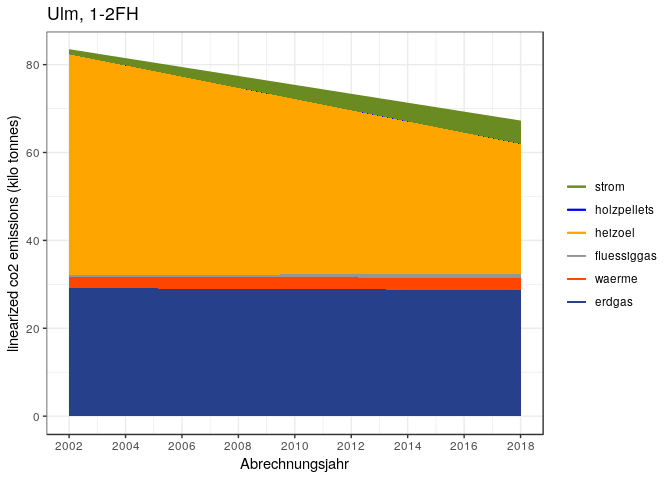 Ulm, 1-2FH
linearized co2 emissions (kilo tonnes)
80
60
40
20
0
2002 2004 2006 2008 2010 2012 2014 2016 2018
Abrechnungsjahr
strom
holzpellets
heizoel
fluessiggas
waerme
erdgas